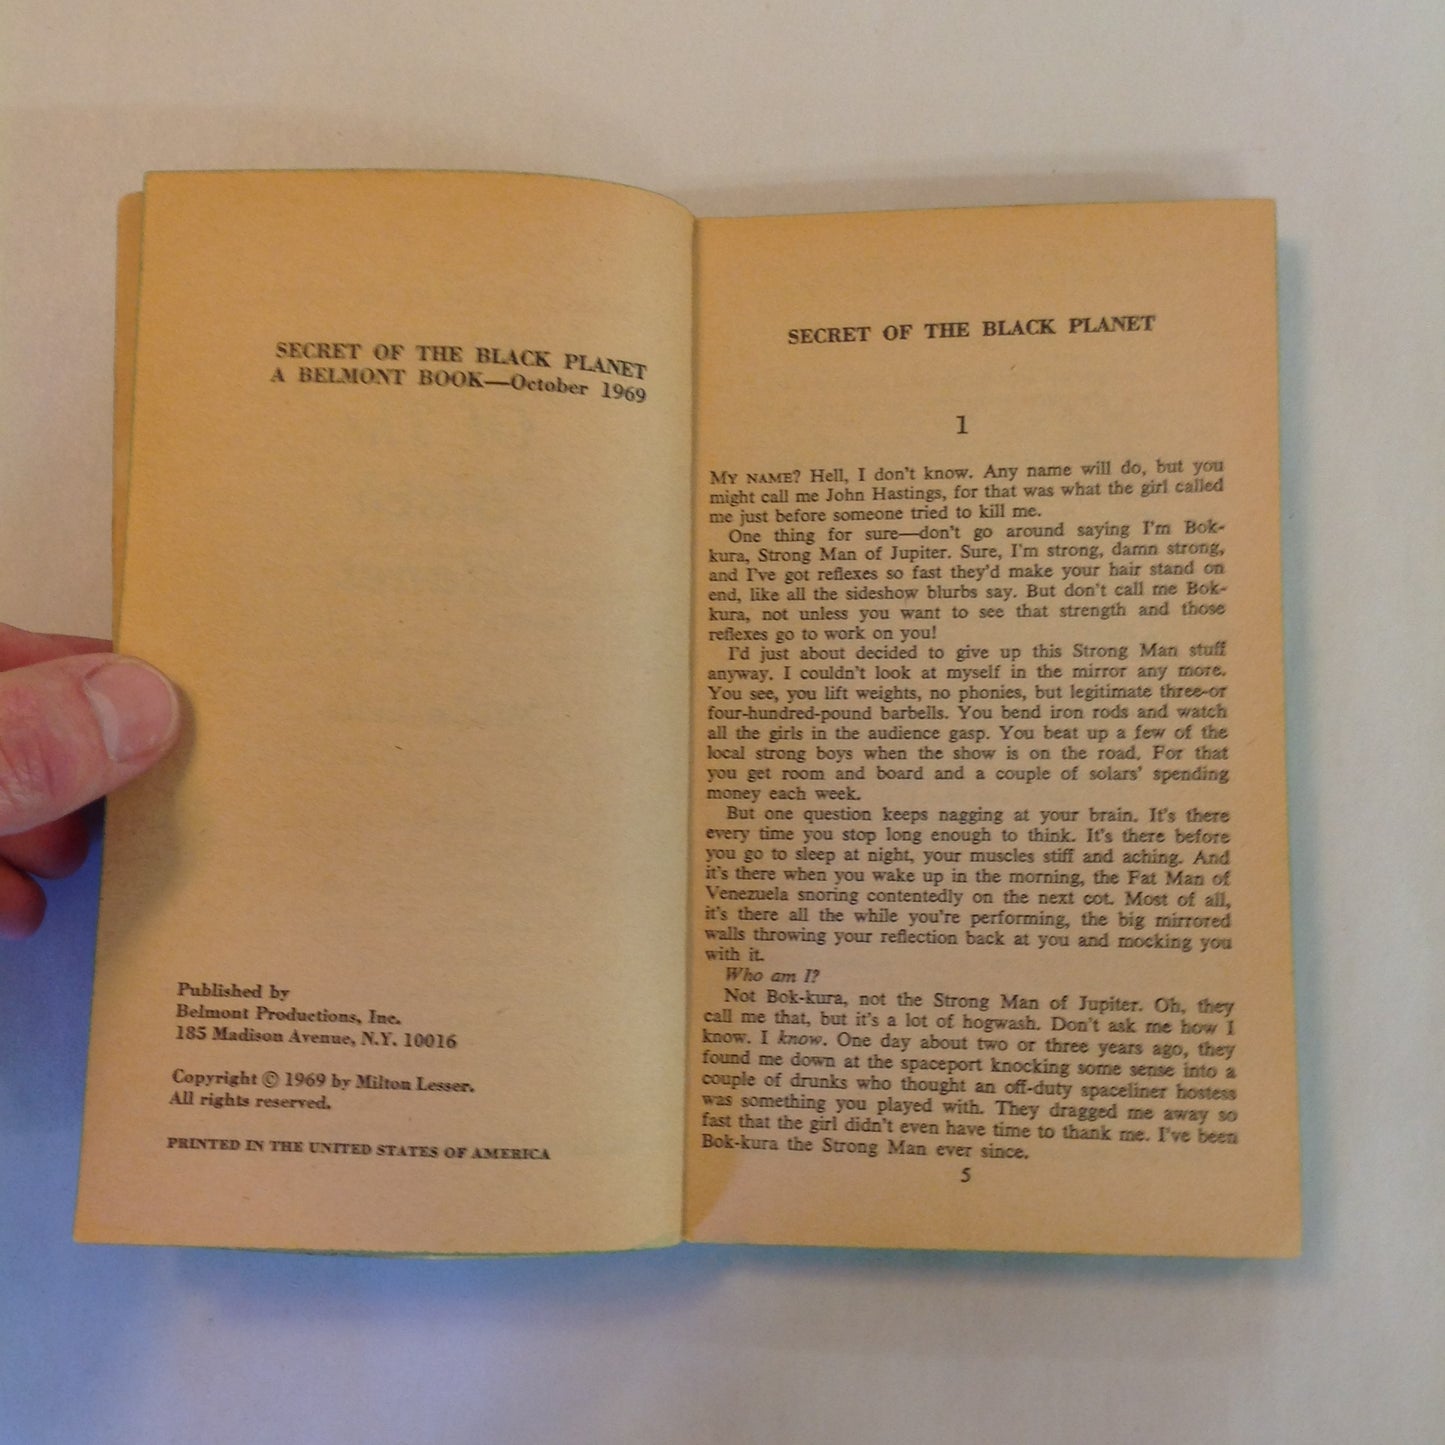 SECRET OF THE BLACK PLANET
A BELMONT BOOK—October 1969
Published by
Belmont Productions, Inc.
185 Madison Avenue, N.Y. 10016
Copyright © 1969 by Milton Lesser.
All rights reserved.
PRINTED IN THE UNITED STATES OF AMERICA
SECRET OF THE BLACK PLANET
1
MY NAME? Hell, I don't know. Any name will do, but you
might call me John Hastings, for that was what the girl called
me just before someone tried to kill me.
One thing for sure—don't go around saying I'm Bok-
kura, Strong Man of Jupiter. Sure, I'm strong, damn strong,
and I've got reflexes so fast they'd make your hair stand on
end, like all the sideshow blurbs say. But don't call me Bok-
kura, not unless you want to see that strength and those
reflexes go to work on you!
I'd just about decided to give up this Strong Man stuff
anyway. I couldn't look at myself in the mirror any more.
You see, you lift weights, no phonies, but legitimate three-or
four-hundred-pound barbells. You bend iron rods and watch
all the girls in the audience gasp. You beat up a few of the
local strong boys when the show is on the road. For that
you get room and board and a couple of solars' spending
money each week.
But one question keeps nagging at your brain. It's there
every time you stop long enough to think. It's there before
you go to sleep at night, your muscles stiff and aching. And
it's there when you wake up in the morning, the Fat Man of
Venezuela snoring contentedly on the next cot. Most of all,
it's there all the while you're performing, the big mirrored
walls throwing your reflection back at you and mocking you
with it.
Who am I?
Not Bok-kura, not the Strong Man of Jupiter. Oh, they
call me that, but it's a lot of hogwash. Don't ask me how I
know. I know. One day about two or three years ago, they
found me down at the spaceport knocking some sense into a
couple of drunks who thought an off-duty spaceliner hostess
was something you played with. They dragged me away so
fast that the girl didn't even have time to thank me. I've been
Bok-kura the Strong Man ever since.
5